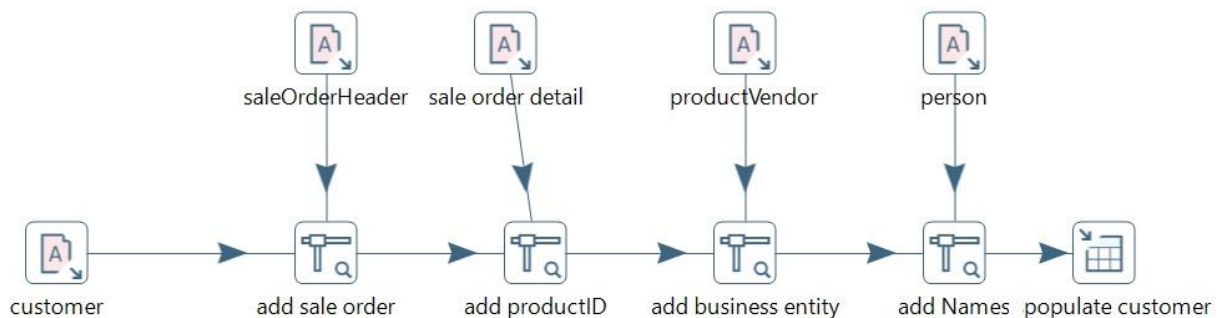 A A A A
saleOrderHeader sale order detail productVendor person
A
customer add sale order add productID add business entity add Names populate customer